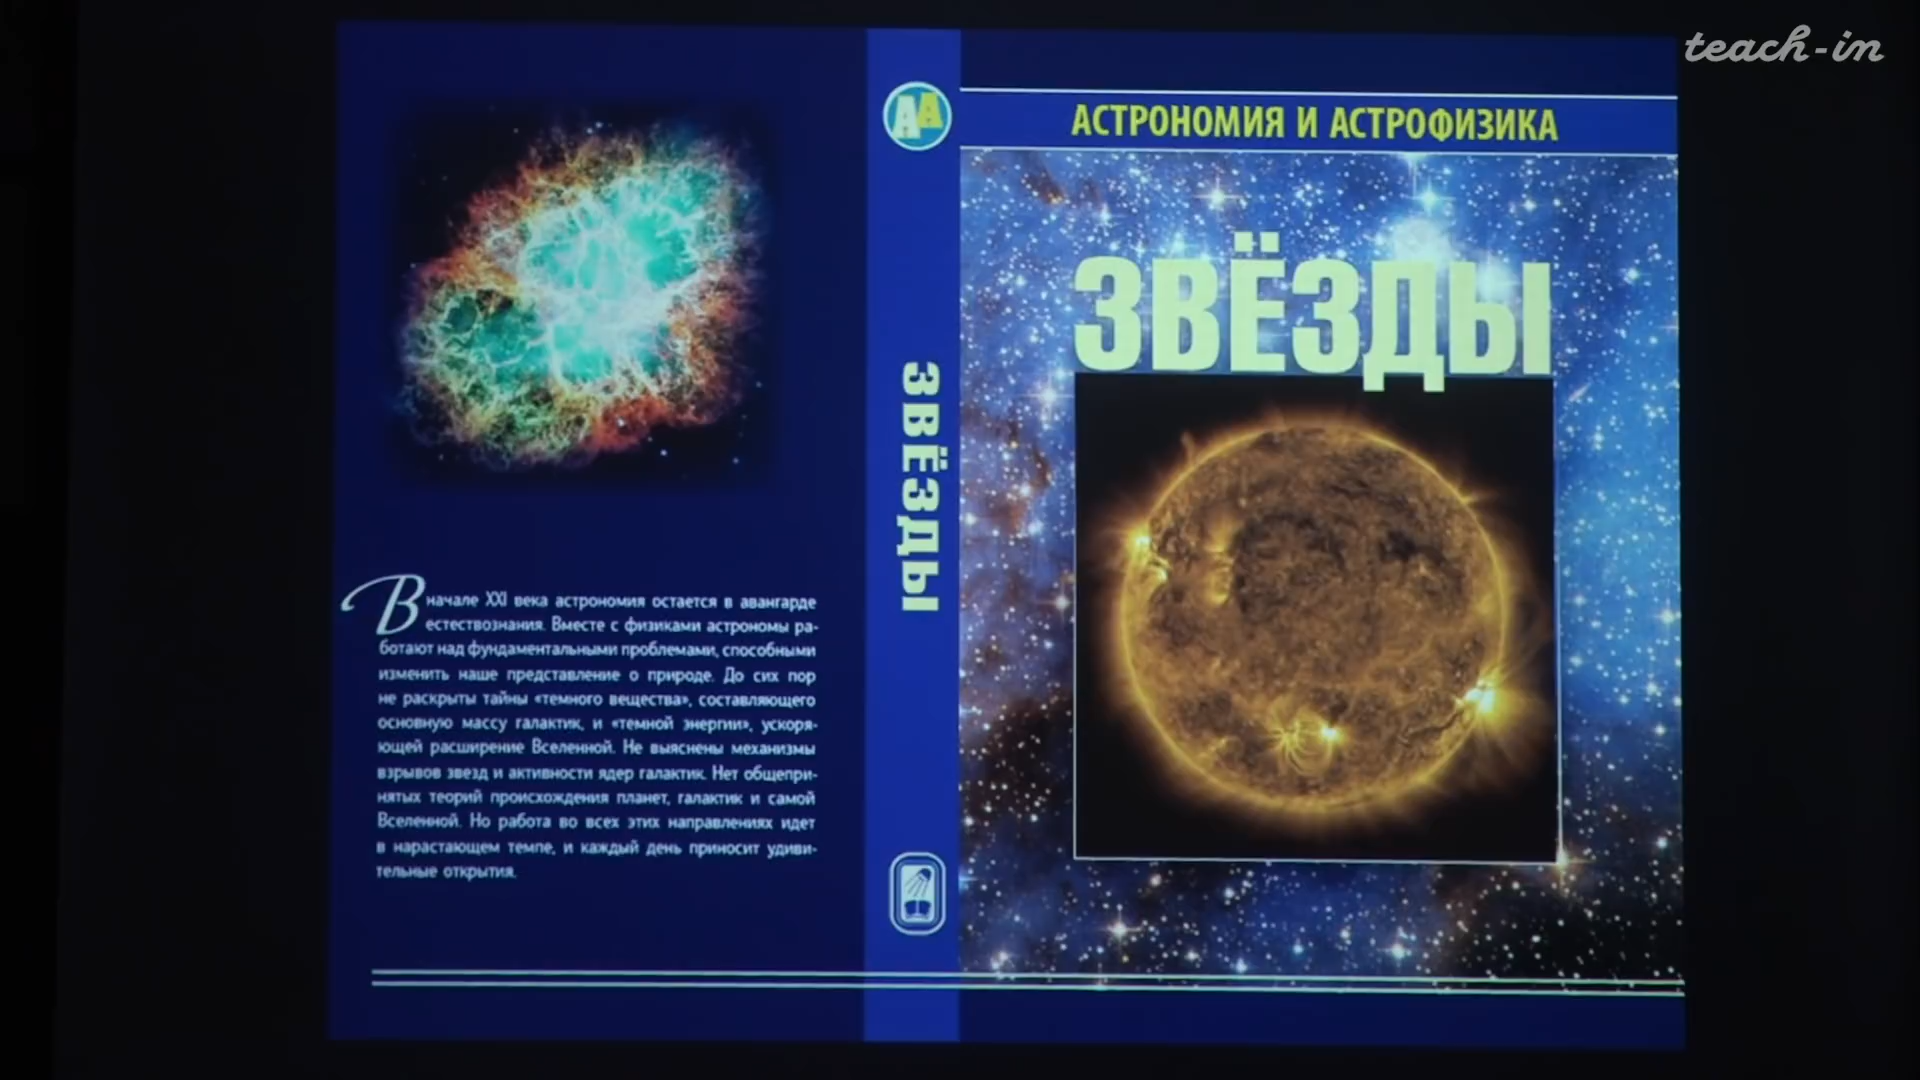 teach-in
АСТРОНОМИЯ И АСТРОФИЗИКА
ЗВЁЗДЫ
АА
ЗВЁЗДЫ
В начале XXI века астрономия остается в авангарде
естествознания. Вместе с физиками астрономы ра-
ботают над фундаментальными проблемами, способными
изменить наше представление о природе. До сих пор
не раскрыты тайны «темного вещества», составляющего
основную массу галактик, и «темной энергии», ускоря-
ющей расширение Вселенной. Не выяснены механизмы
взрывов звезд и активности ядер галактик. Нет общепри-
нятых теорий происхождения планет, галактик и самой
Вселенной. Но работа во всех этих направлениях идет
в нарастающем темпе, и каждый день приносит удиви-
тельные открытия.